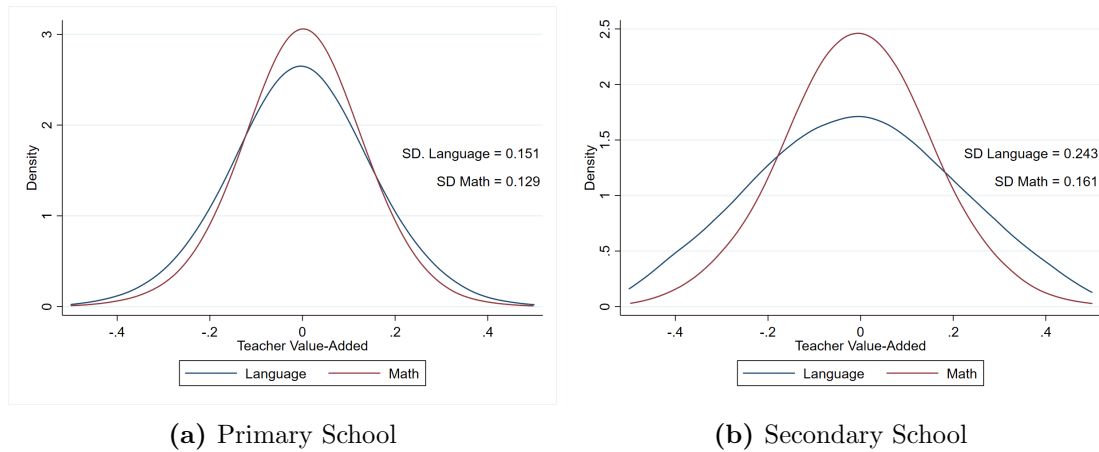 3
2
1
0
Density
SD. Language = 0.151
SD Math = 0.129
-.4 -.2 0 .2 .4
Teacher Value-Added
Language Math
(a) Primary School
2.5
2
1.5
1
.5
0
Density
SD Language = 0.243
SD Math = 0.161
-.4 -.2 0 .2 .4
Teacher Value-Added
Language Math
(b) Secondary School